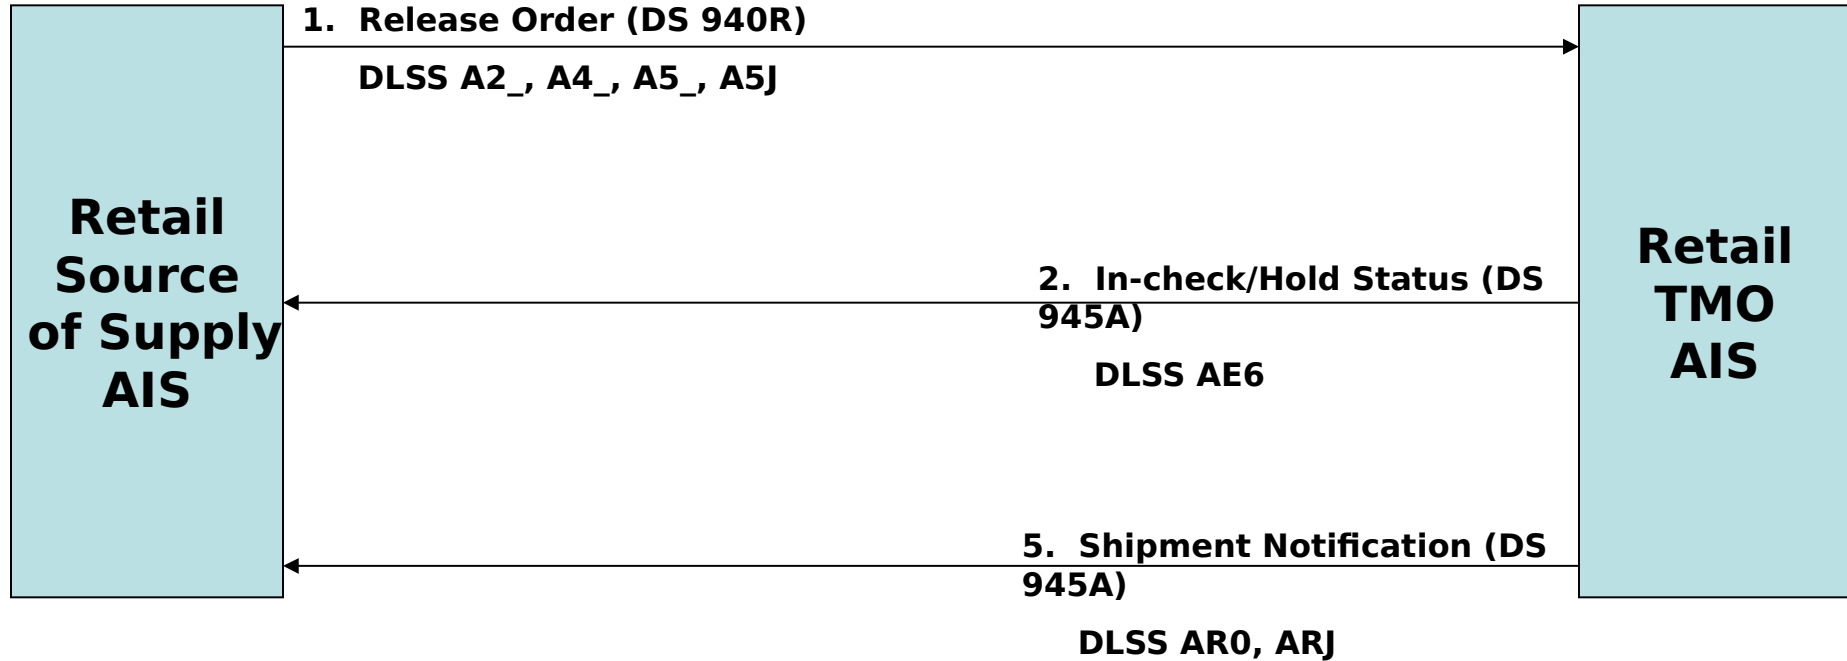 1.  Release Order (DS 940R)
DLSS A2_, A4_, A5_, A5J
Retail
Source
of Supply
AIS
2.  In-check/Hold Status (DS
945A)
DLSS AE6
Retail
TMO
AIS
5.  Shipment Notification (DS
945A)
DLSS AR0, ARJ